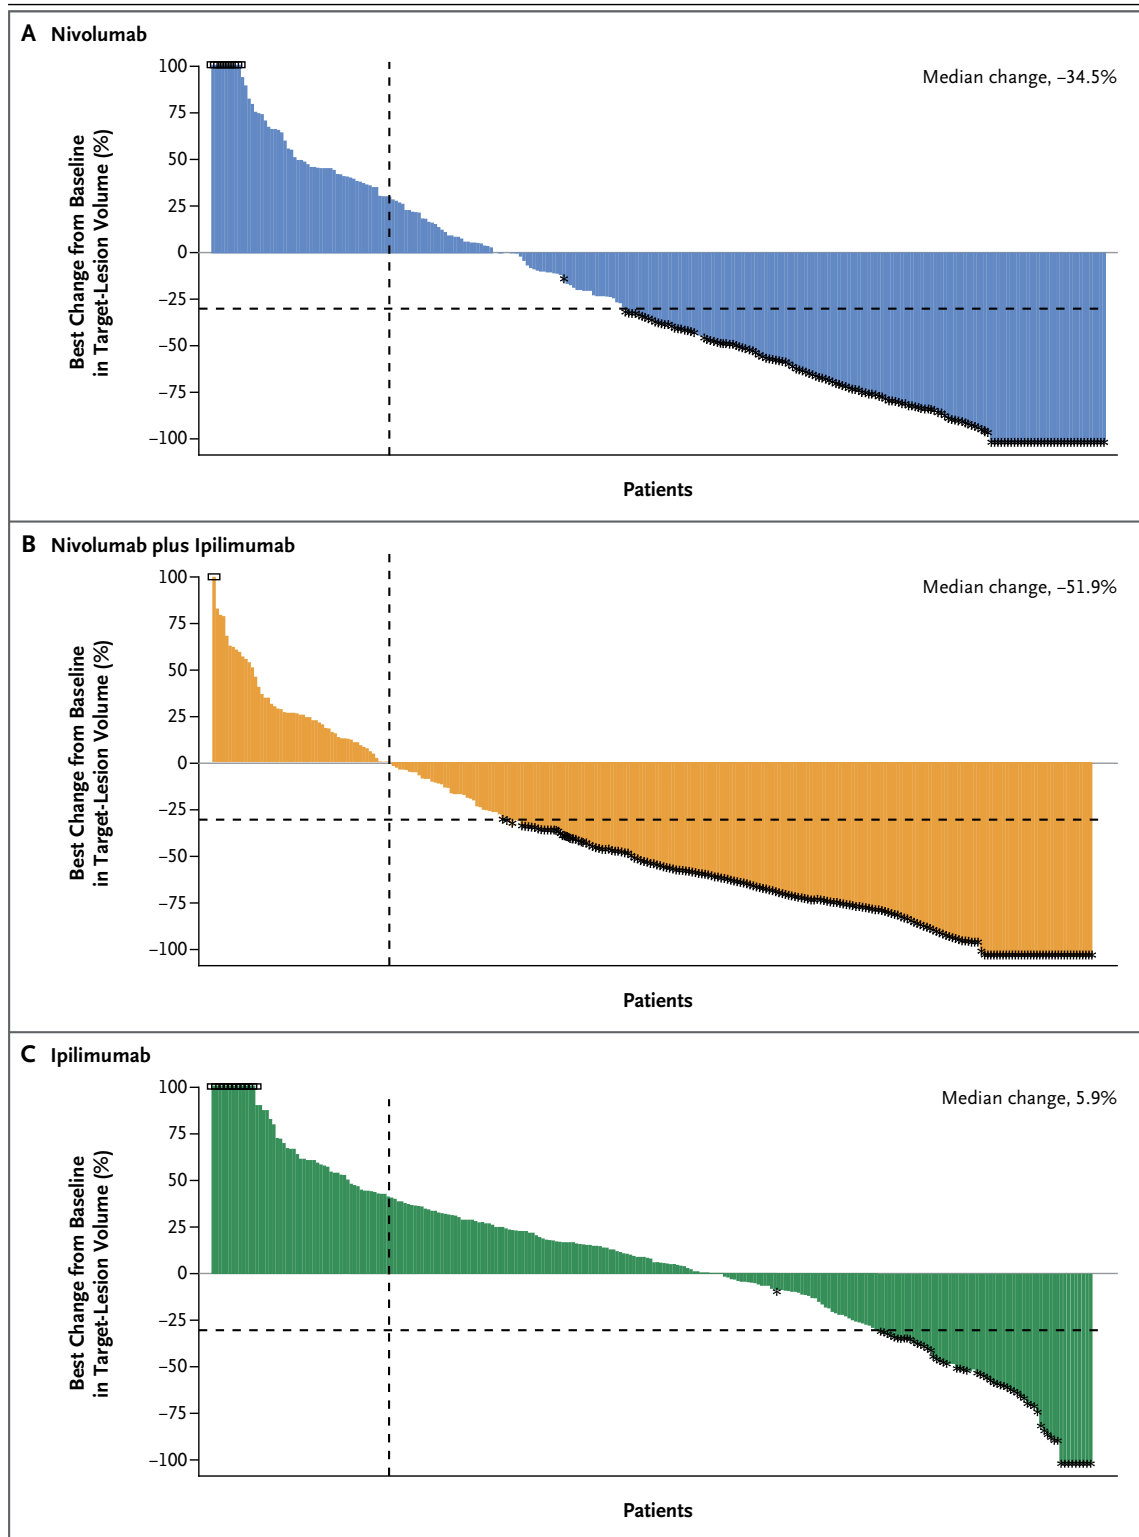 A Nivolumab
Median change, –34.5%
Best Change from Baseline
in Target-Lesion Volume (%)
100
75
50
25
0
–25
–50
–75
–100
Patients
B Nivolumab plus Ipilimumab
Median change, –51.9%
Best Change from Baseline
in Target-Lesion Volume (%)
100
75
50
25
0
–25
–50
–75
–100
Patients
C Ipilimumab
Median change, 5.9%
Best Change from Baseline
in Target-Lesion Volume (%)
100
75
50
25
0
–25
–50
–75
–100
Patients